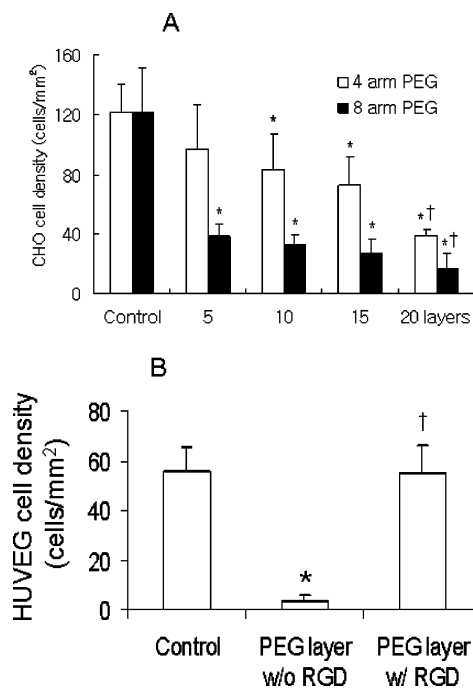 A
CHO cell density (cells/mm²)
160
120
80
40
0
4 arm PEG
8 arm PEG
*
*
*
*
*
*†
*†
Control 5 10 15 20 layers
B
HUVEG cell density
(cells/mm²)
80
60
40
20
0
*
†
Control
PEG layer
w/o RGD
PEG layer
w/ RGD